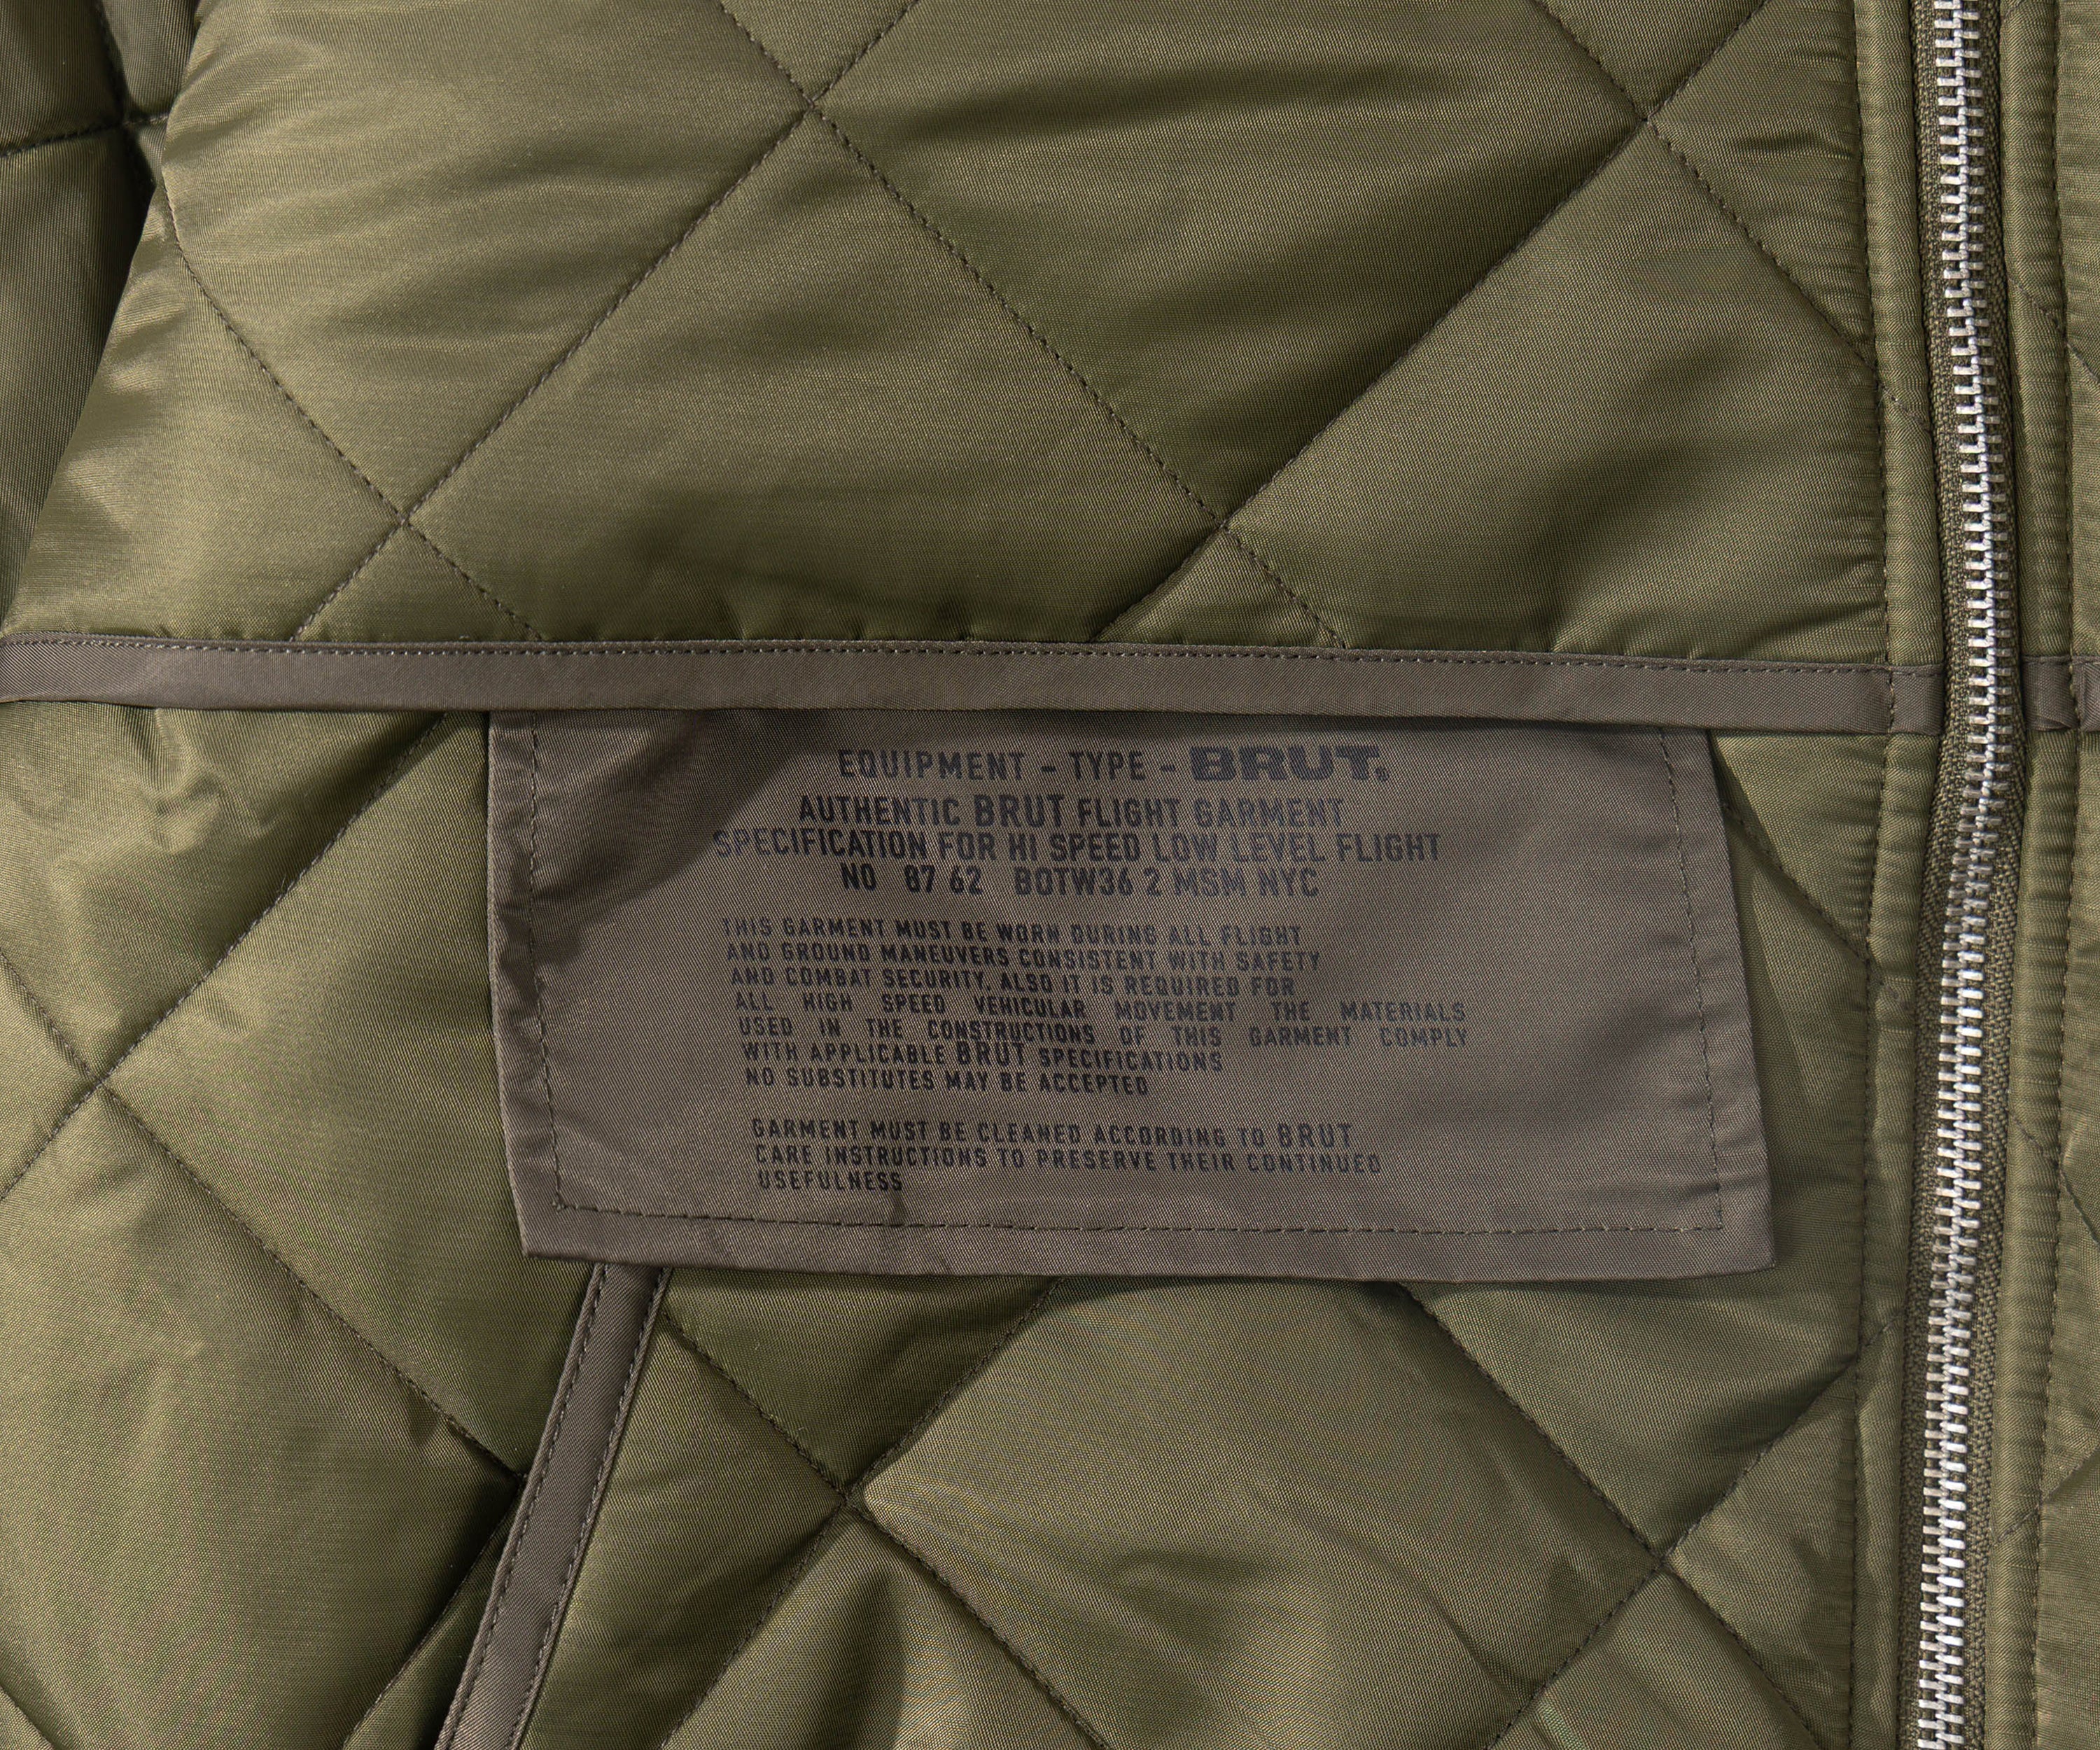 EQUIPMENT - TYPE - BRUT®
AUTHENTIC BRUT FLIGHT GARMENT
SPECIFICATION FOR HI SPEED LOW LEVEL FLIGHT
NO 87 62 BOTW36 2 MSM NYC
THIS GARMENT MUST BE WORN DURING ALL FLIGHT
AND GROUND MANEUVERS CONSISTENT WITH SAFETY
AND COMBAT SECURITY. ALSO IT IS REQUIRED FOR
ALL HIGH SPEED VEHICULAR MOVEMENT THE MATERIALS
USED IN THE CONSTRUCTIONS OF THIS GARMENT COMPLY
WITH APPLICABLE BRUT SPECIFICATIONS
NO SUBSTITUTES MAY BE ACCEPTED
GARMENT MUST BE CLEANED ACCORDING TO BRUT
CARE INSTRUCTIONS TO PRESERVE THEIR CONTINUED
USEFULNESS